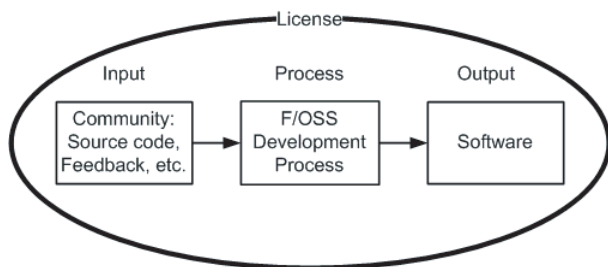 License
Input
Process
Output
Community:
Source code,
Feedback, etc.
F/OSS
Development
Process
Software